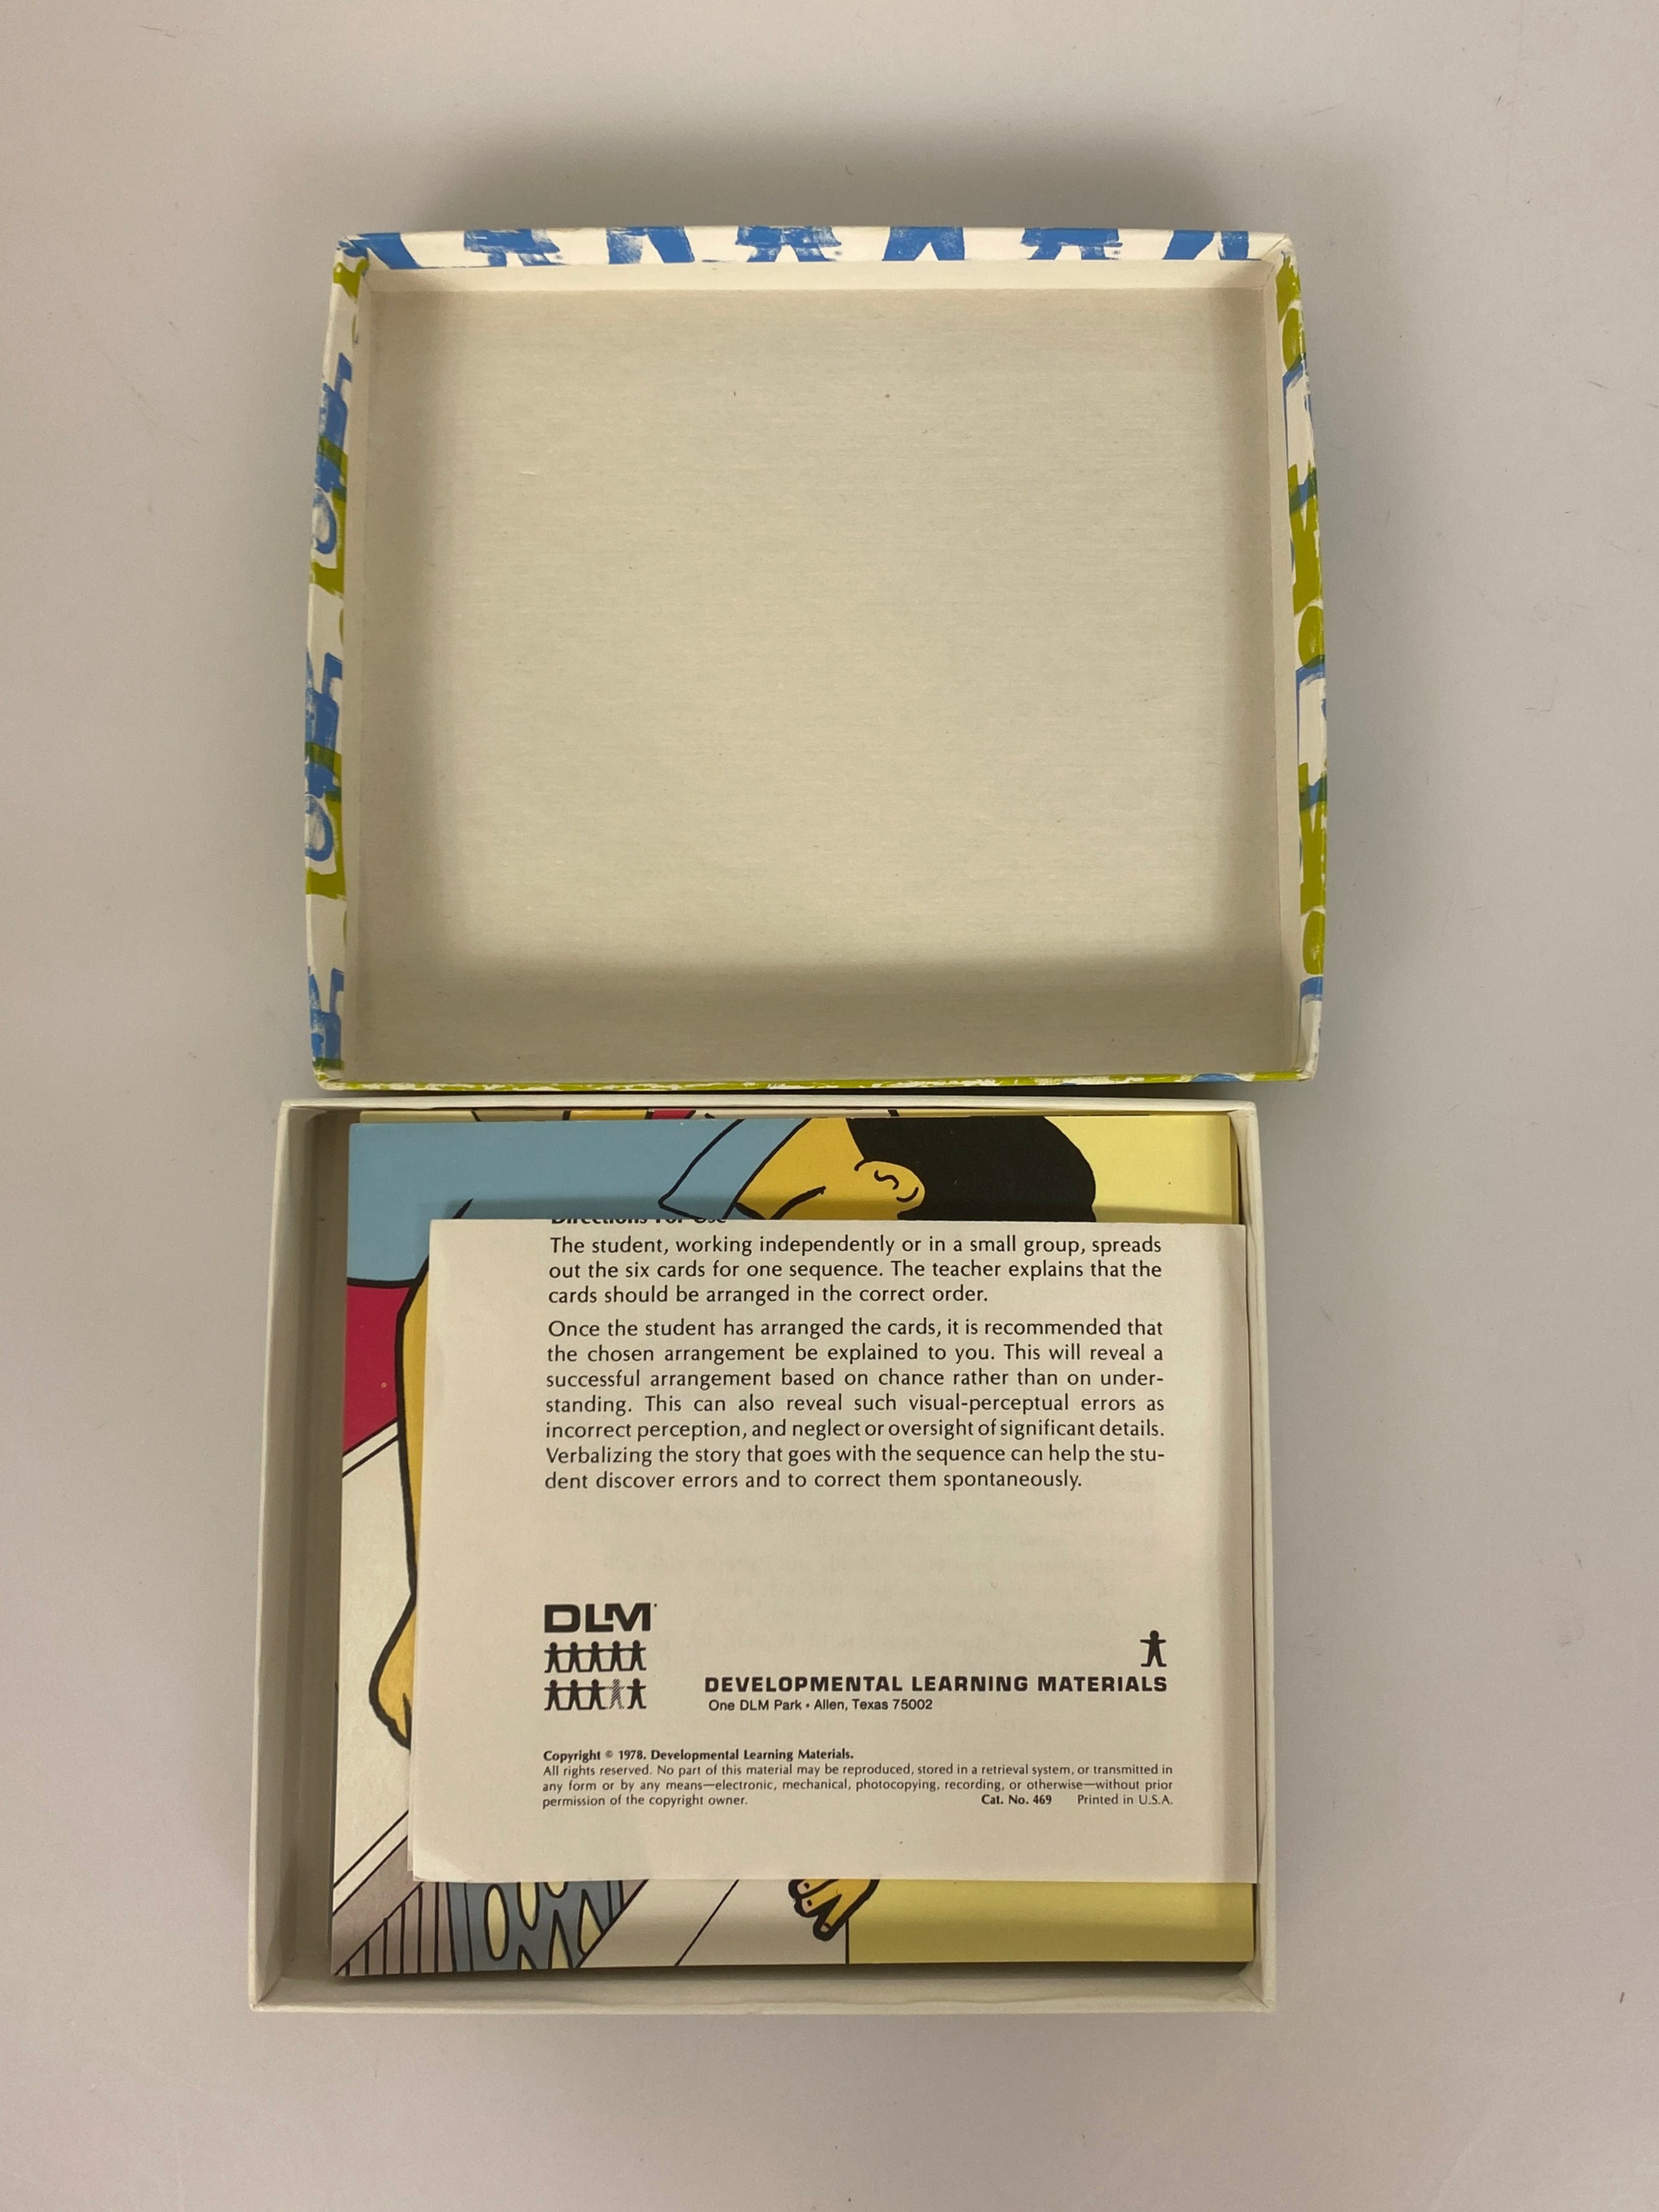 Directions For Use
The student, working independently or in a small group, spreads
out the six cards for one sequence. The teacher explains that the
cards should be arranged in the correct order.
Once the student has arranged the cards, it is recommended that
the chosen arrangement be explained to you. This will reveal a
successful arrangement based on chance rather than on under-
standing. This can also reveal such visual-perceptual errors as
incorrect perception, and neglect or oversight of significant details.
Verbalizing the story that goes with the sequence can help the stu-
dent discover errors and to correct them spontaneously.
DLM
DEVELOPMENTAL LEARNING MATERIALS
One DLM Park • Allen, Texas 75002
Copyright © 1978. Developmental Learning Materials.
All rights reserved. No part of this material may be reproduced, stored in a retrieval system, or transmitted in
any form or by any means—electronic, mechanical, photocopying, recording, or otherwise—without prior
permission of the copyright owner. Cat. No. 469 Printed in U.S.A.